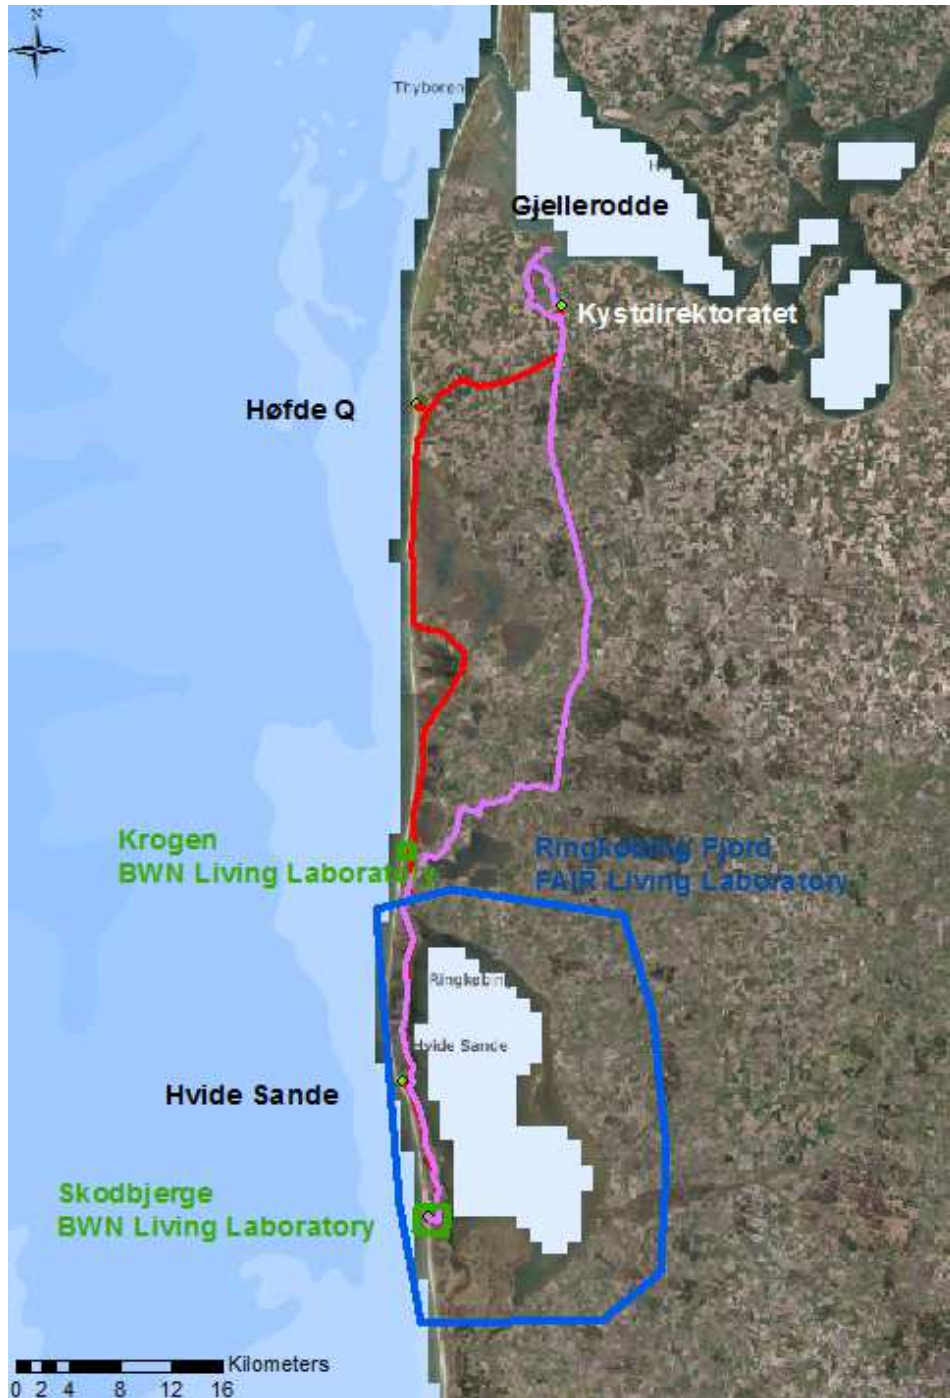 N
Thyborøn
Gjellerodde
Kystdirektoratet
Høfde Q
Krogen
BWN Living Laboratory
Ringkøbing Fjord
FAIR Living Laboratory
Ringkøbing
Hvide Sande
Hvide Sande
Skodbjerge
BWN Living Laboratory
Kilometers
0 2 4 8 12 16